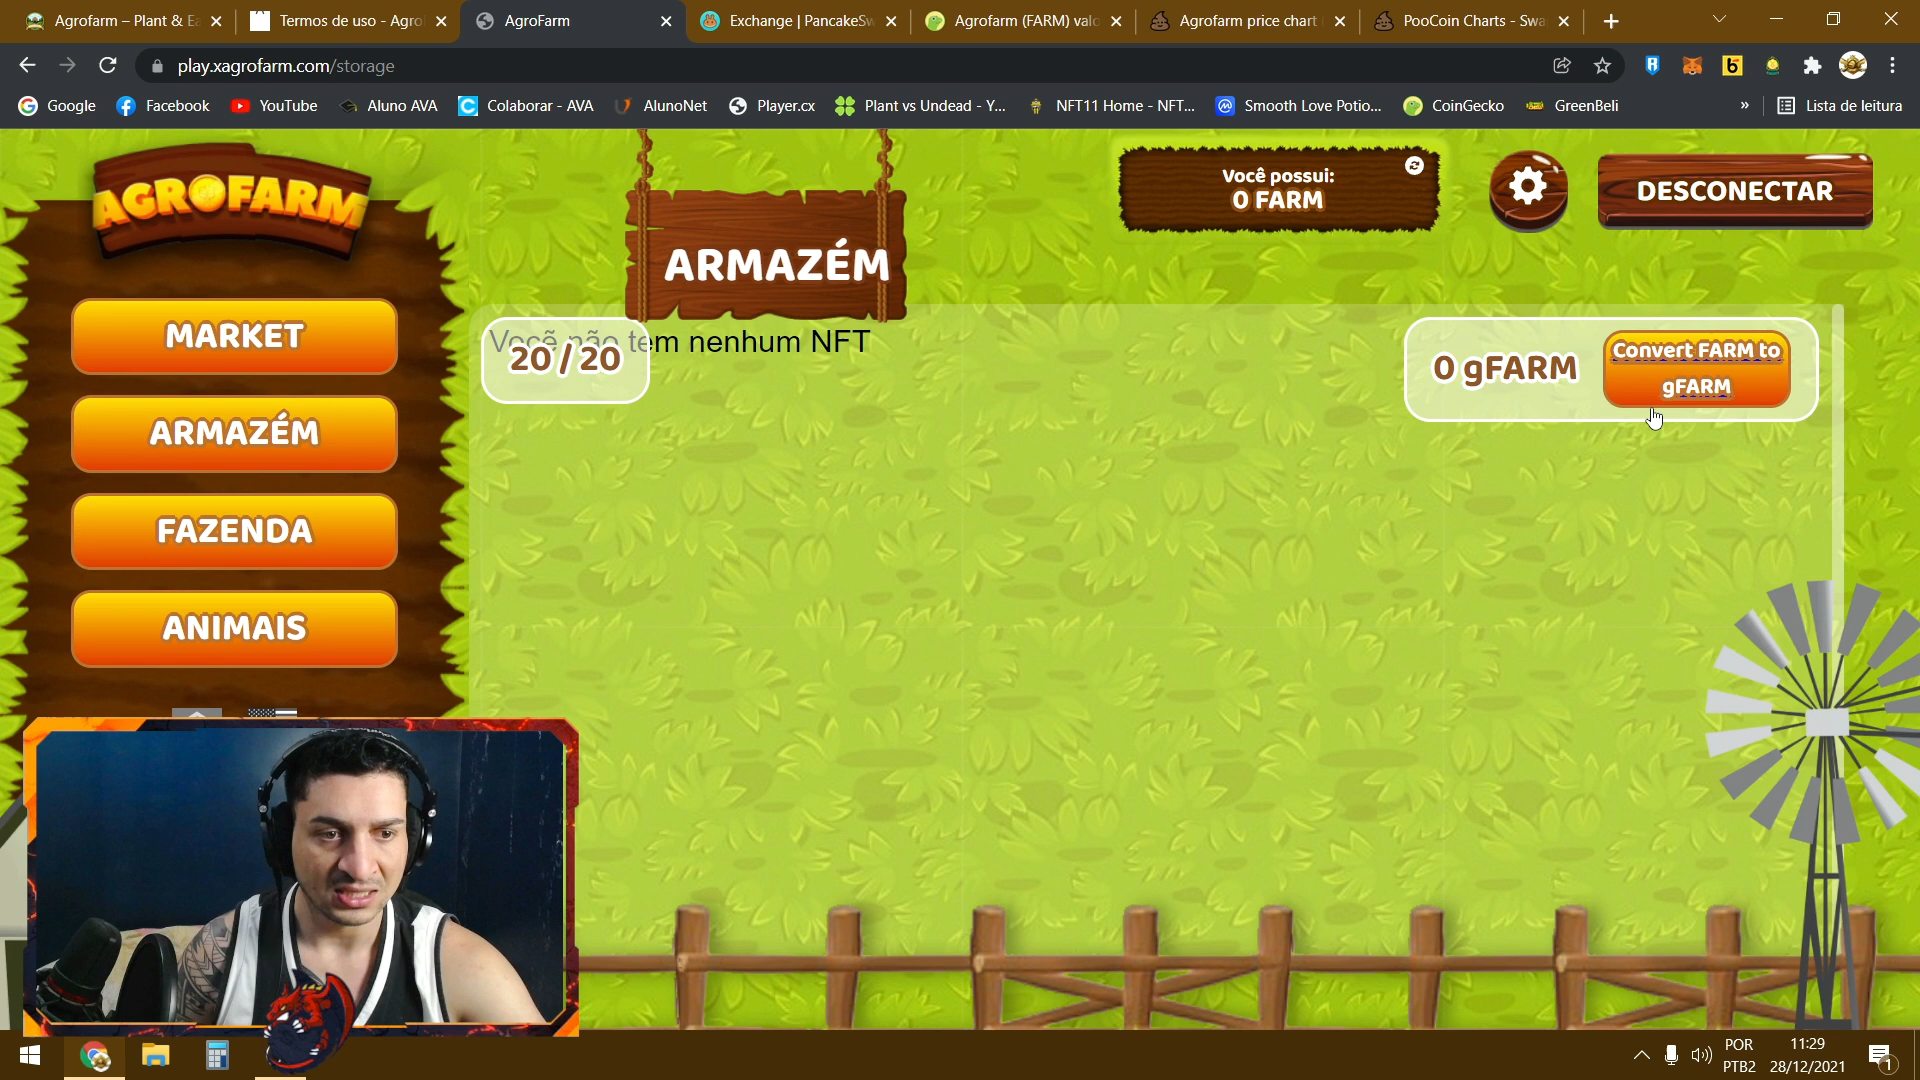 Agrofarm – Plant & Ea
Termos de uso - Agrol
AgroFarm
Exchange | PancakeSw
Agrofarm (FARM) valo
Agrofarm price chart
PooCoin Charts - Swa
play.xagrofarm.com/storage
Google
Facebook
YouTube
Aluno AVA
Colaborar - AVA
AlunoNet
Player.cx
Plant vs Undead - Y...
NFT11 Home - NFT...
Smooth Love Potio...
CoinGecko
GreenBeli
»
Lista de leitura
AGROFARM
ARMAZÉM
Você possui:
0 FARM
DESCONECTAR
MARKET
ARMAZÉM
FAZENDA
ANIMAIS
Você não tem nenhum NFT
20 / 20
0 gFARM
Convert FARM to
gFARM
POR
PTB2
11:29
28/12/2021
1